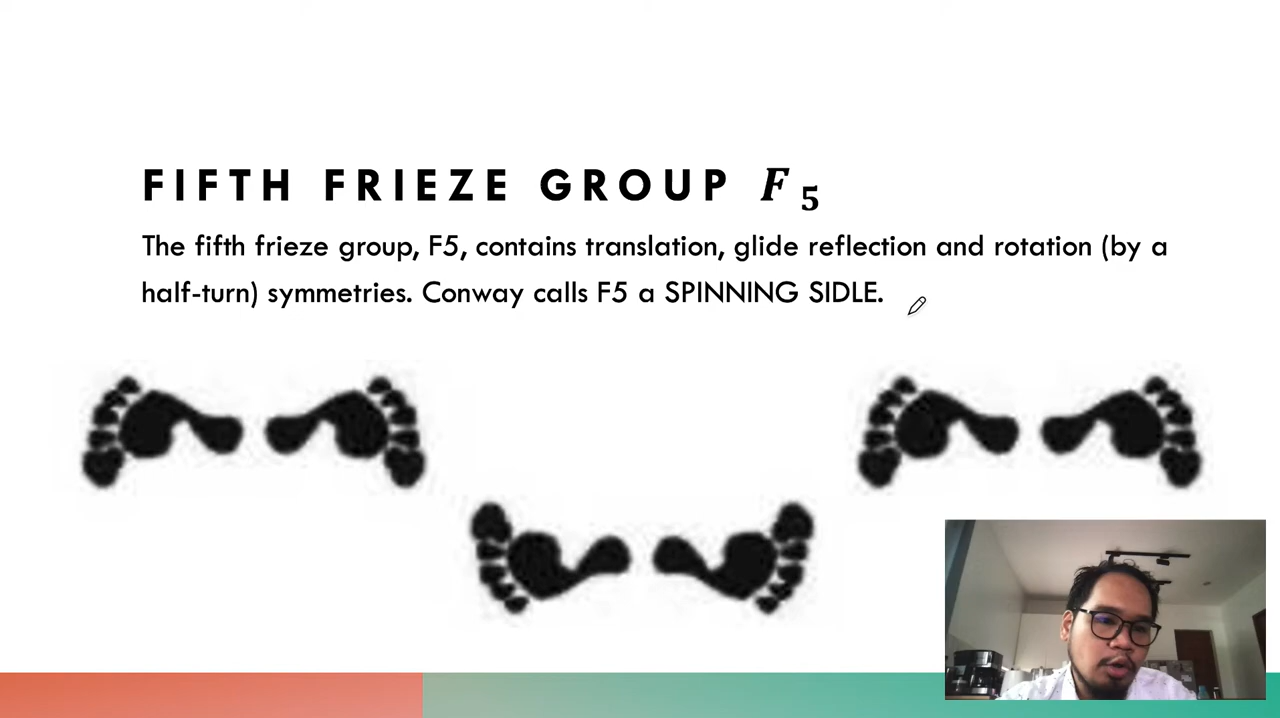 FIFTH FRIEZE GROUP F5
The fifth frieze group, F5, contains translation, glide reflection and rotation (by a
half-turn) symmetries. Conway calls F5 a SPINNING SIDLE.